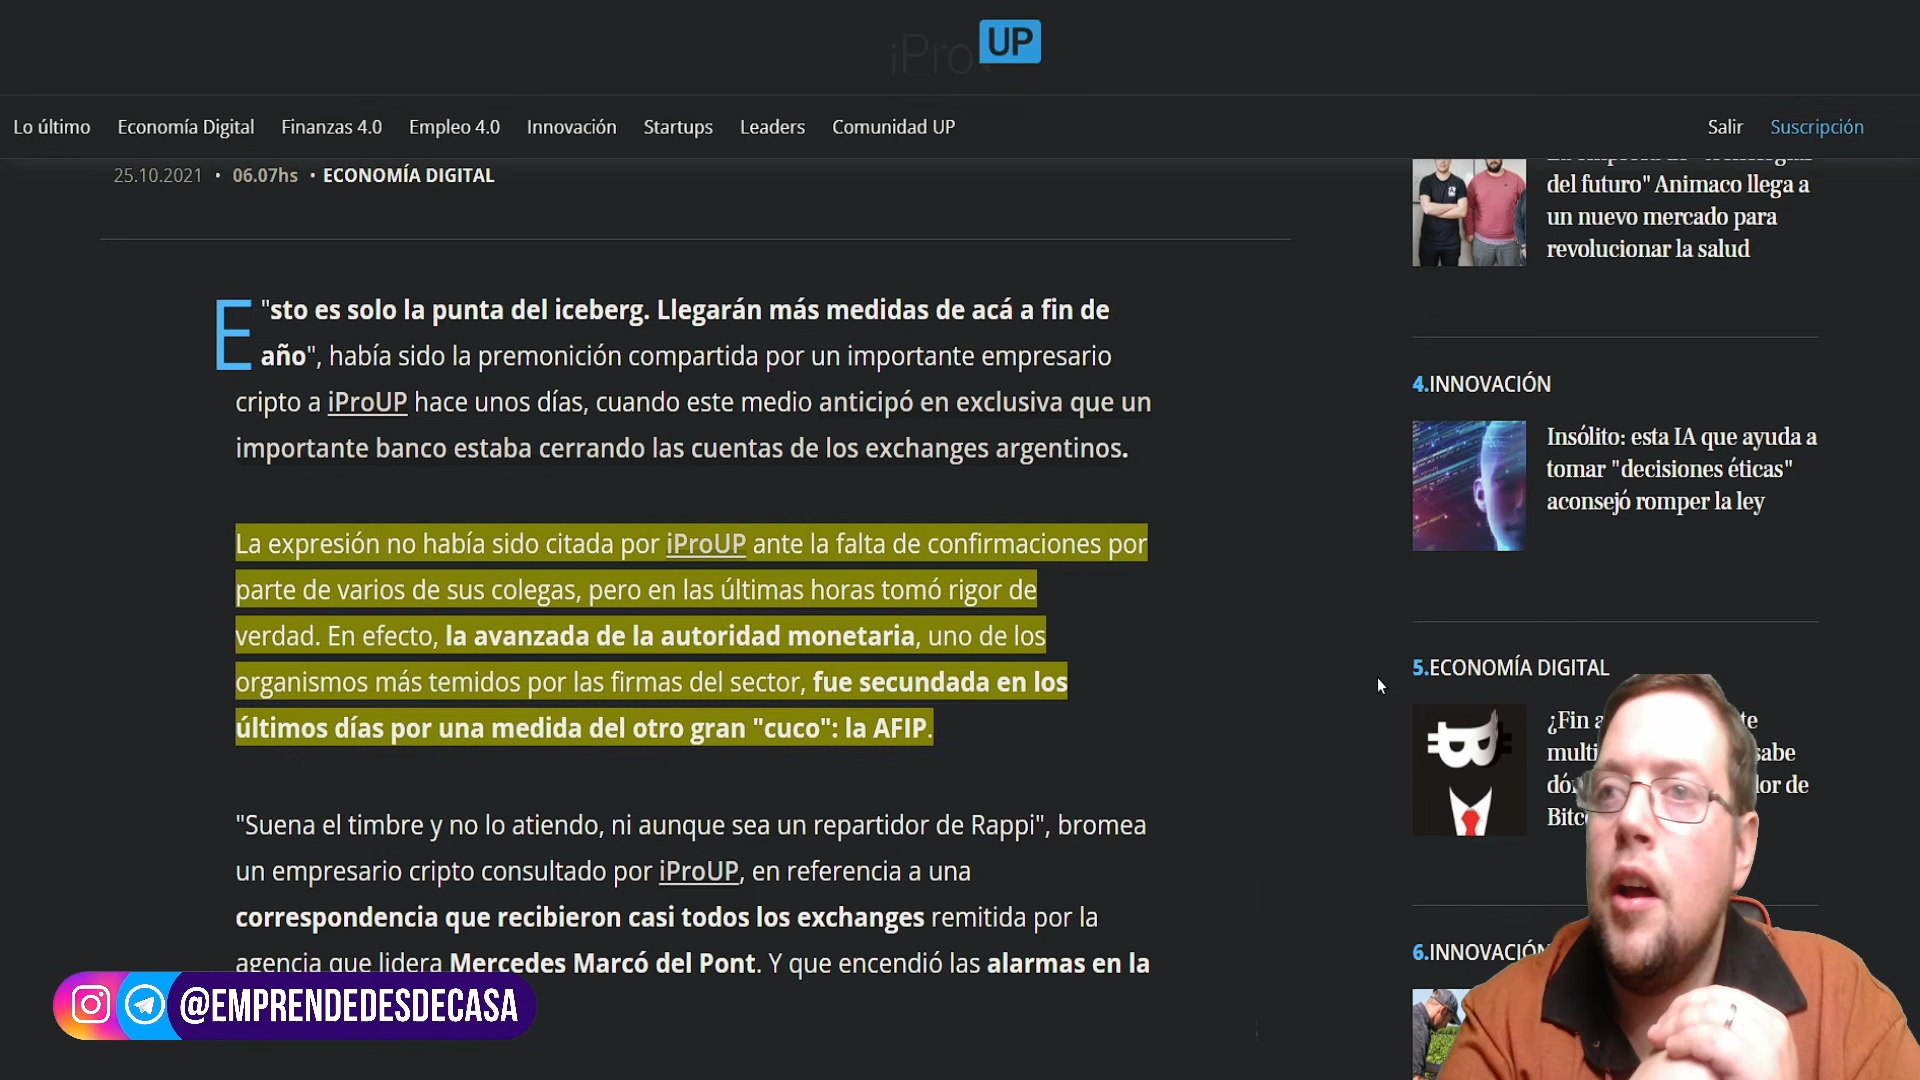 iPro UP
Lo último Economía Digital Finanzas 4.0 Empleo 4.0 Innovación Startups Leaders Comunidad UP Salir Suscripción
25.10.2021 • 06.07hs • ECONOMÍA DIGITAL
E "sto es solo la punta del iceberg. Llegarán más medidas de acá a fin de
año", había sido la premonición compartida por un importante empresario
cripto a iProUP hace unos días, cuando este medio anticipó en exclusiva que un
importante banco estaba cerrando las cuentas de los exchanges argentinos.
La expresión no había sido citada por iProUP ante la falta de confirmaciones por
parte de varios de sus colegas, pero en las últimas horas tomó rigor de
verdad. En efecto, la avanzada de la autoridad monetaria, uno de los
organismos más temidos por las firmas del sector, fue secundada en los
últimos días por una medida del otro gran "cuco": la AFIP.
"Suena el timbre y no lo atiendo, ni aunque sea un repartidor de Rappi", bromea
un empresario cripto consultado por iProUP, en referencia a una
correspondencia que recibieron casi todos los exchanges remitida por la
agencia que lidera Mercedes Marcó del Pont. Y que encendió las alarmas en la
@EMPRENDEDESDECASA
del futuro" Animaco llega a
un nuevo mercado para
revolucionar la salud
4.INNOVACIÓN
Insólito: esta IA que ayuda a
tomar "decisiones éticas"
aconsejó romper la ley
5.ECONOMÍA DIGITAL
¿Fin
6.INNOVACIÓN